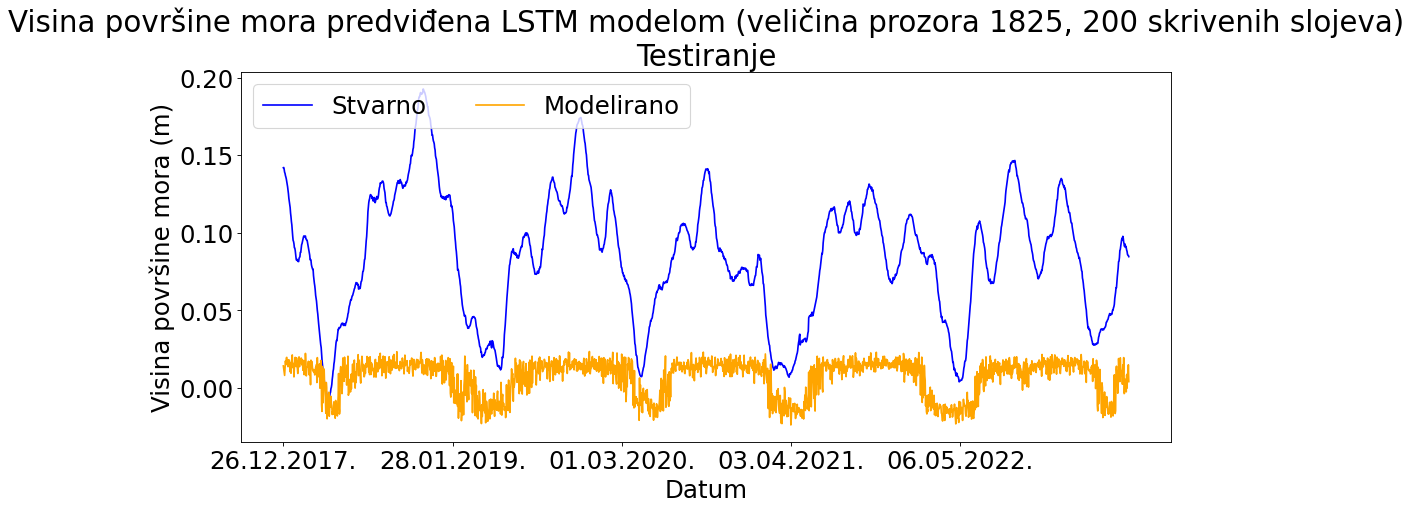 Visina površine mora predviđena LSTM modelom (veličina prozora 1825, 200 skrivenih slojeva)
Testiranje
Stvarno Modelirano
Visina površine mora (m)
0.20
0.15
0.10
0.05
0.00
26.12.2017. 28.01.2019. 01.03.2020. 03.04.2021. 06.05.2022.
Datum